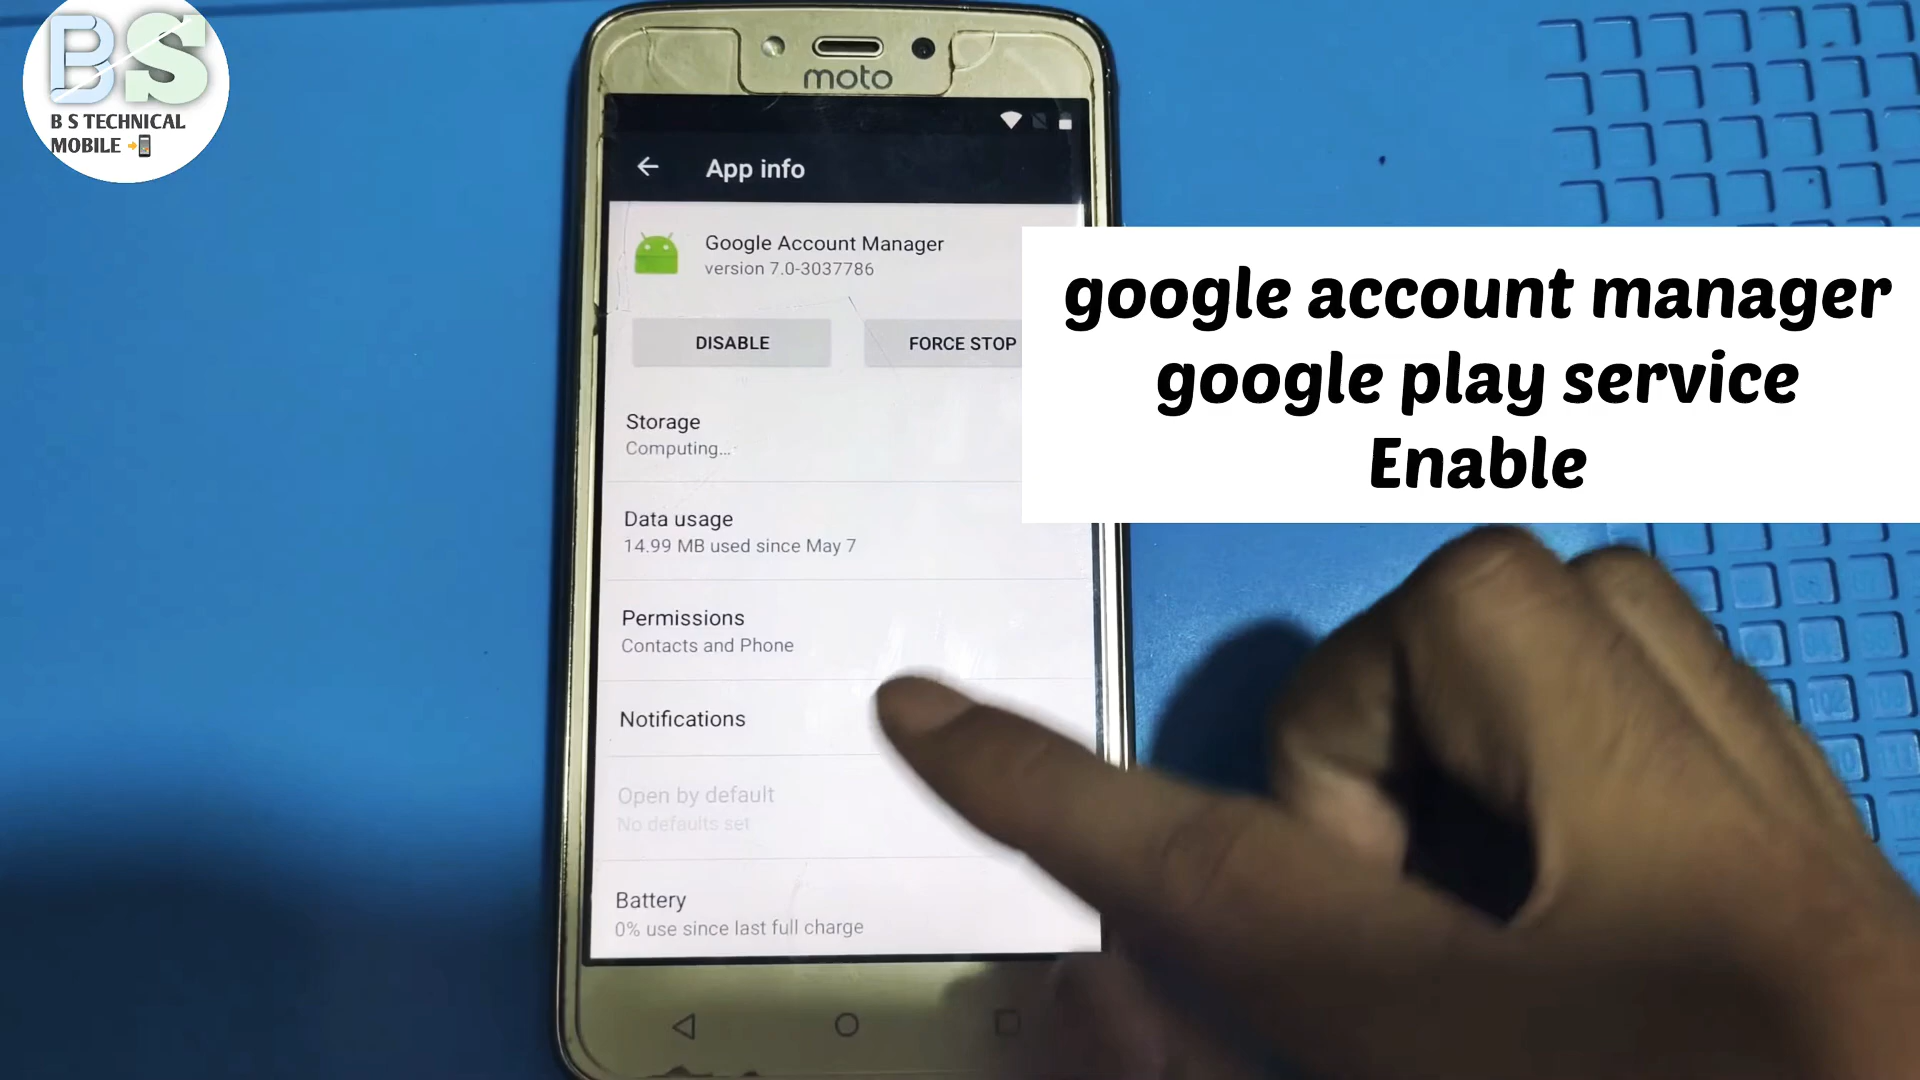 BS
B S TECHNICAL
MOBILE
moto
App info
Google Account Manager
version 7.0-3037786
DISABLE
FORCE STOP
google account manager
google play service
Enable
Storage
Computing...
Data usage
14.99 MB used since May 7
Permissions
Contacts and Phone
Notifications
Open by default
No defaults set
Battery
0% use since last full charge
102